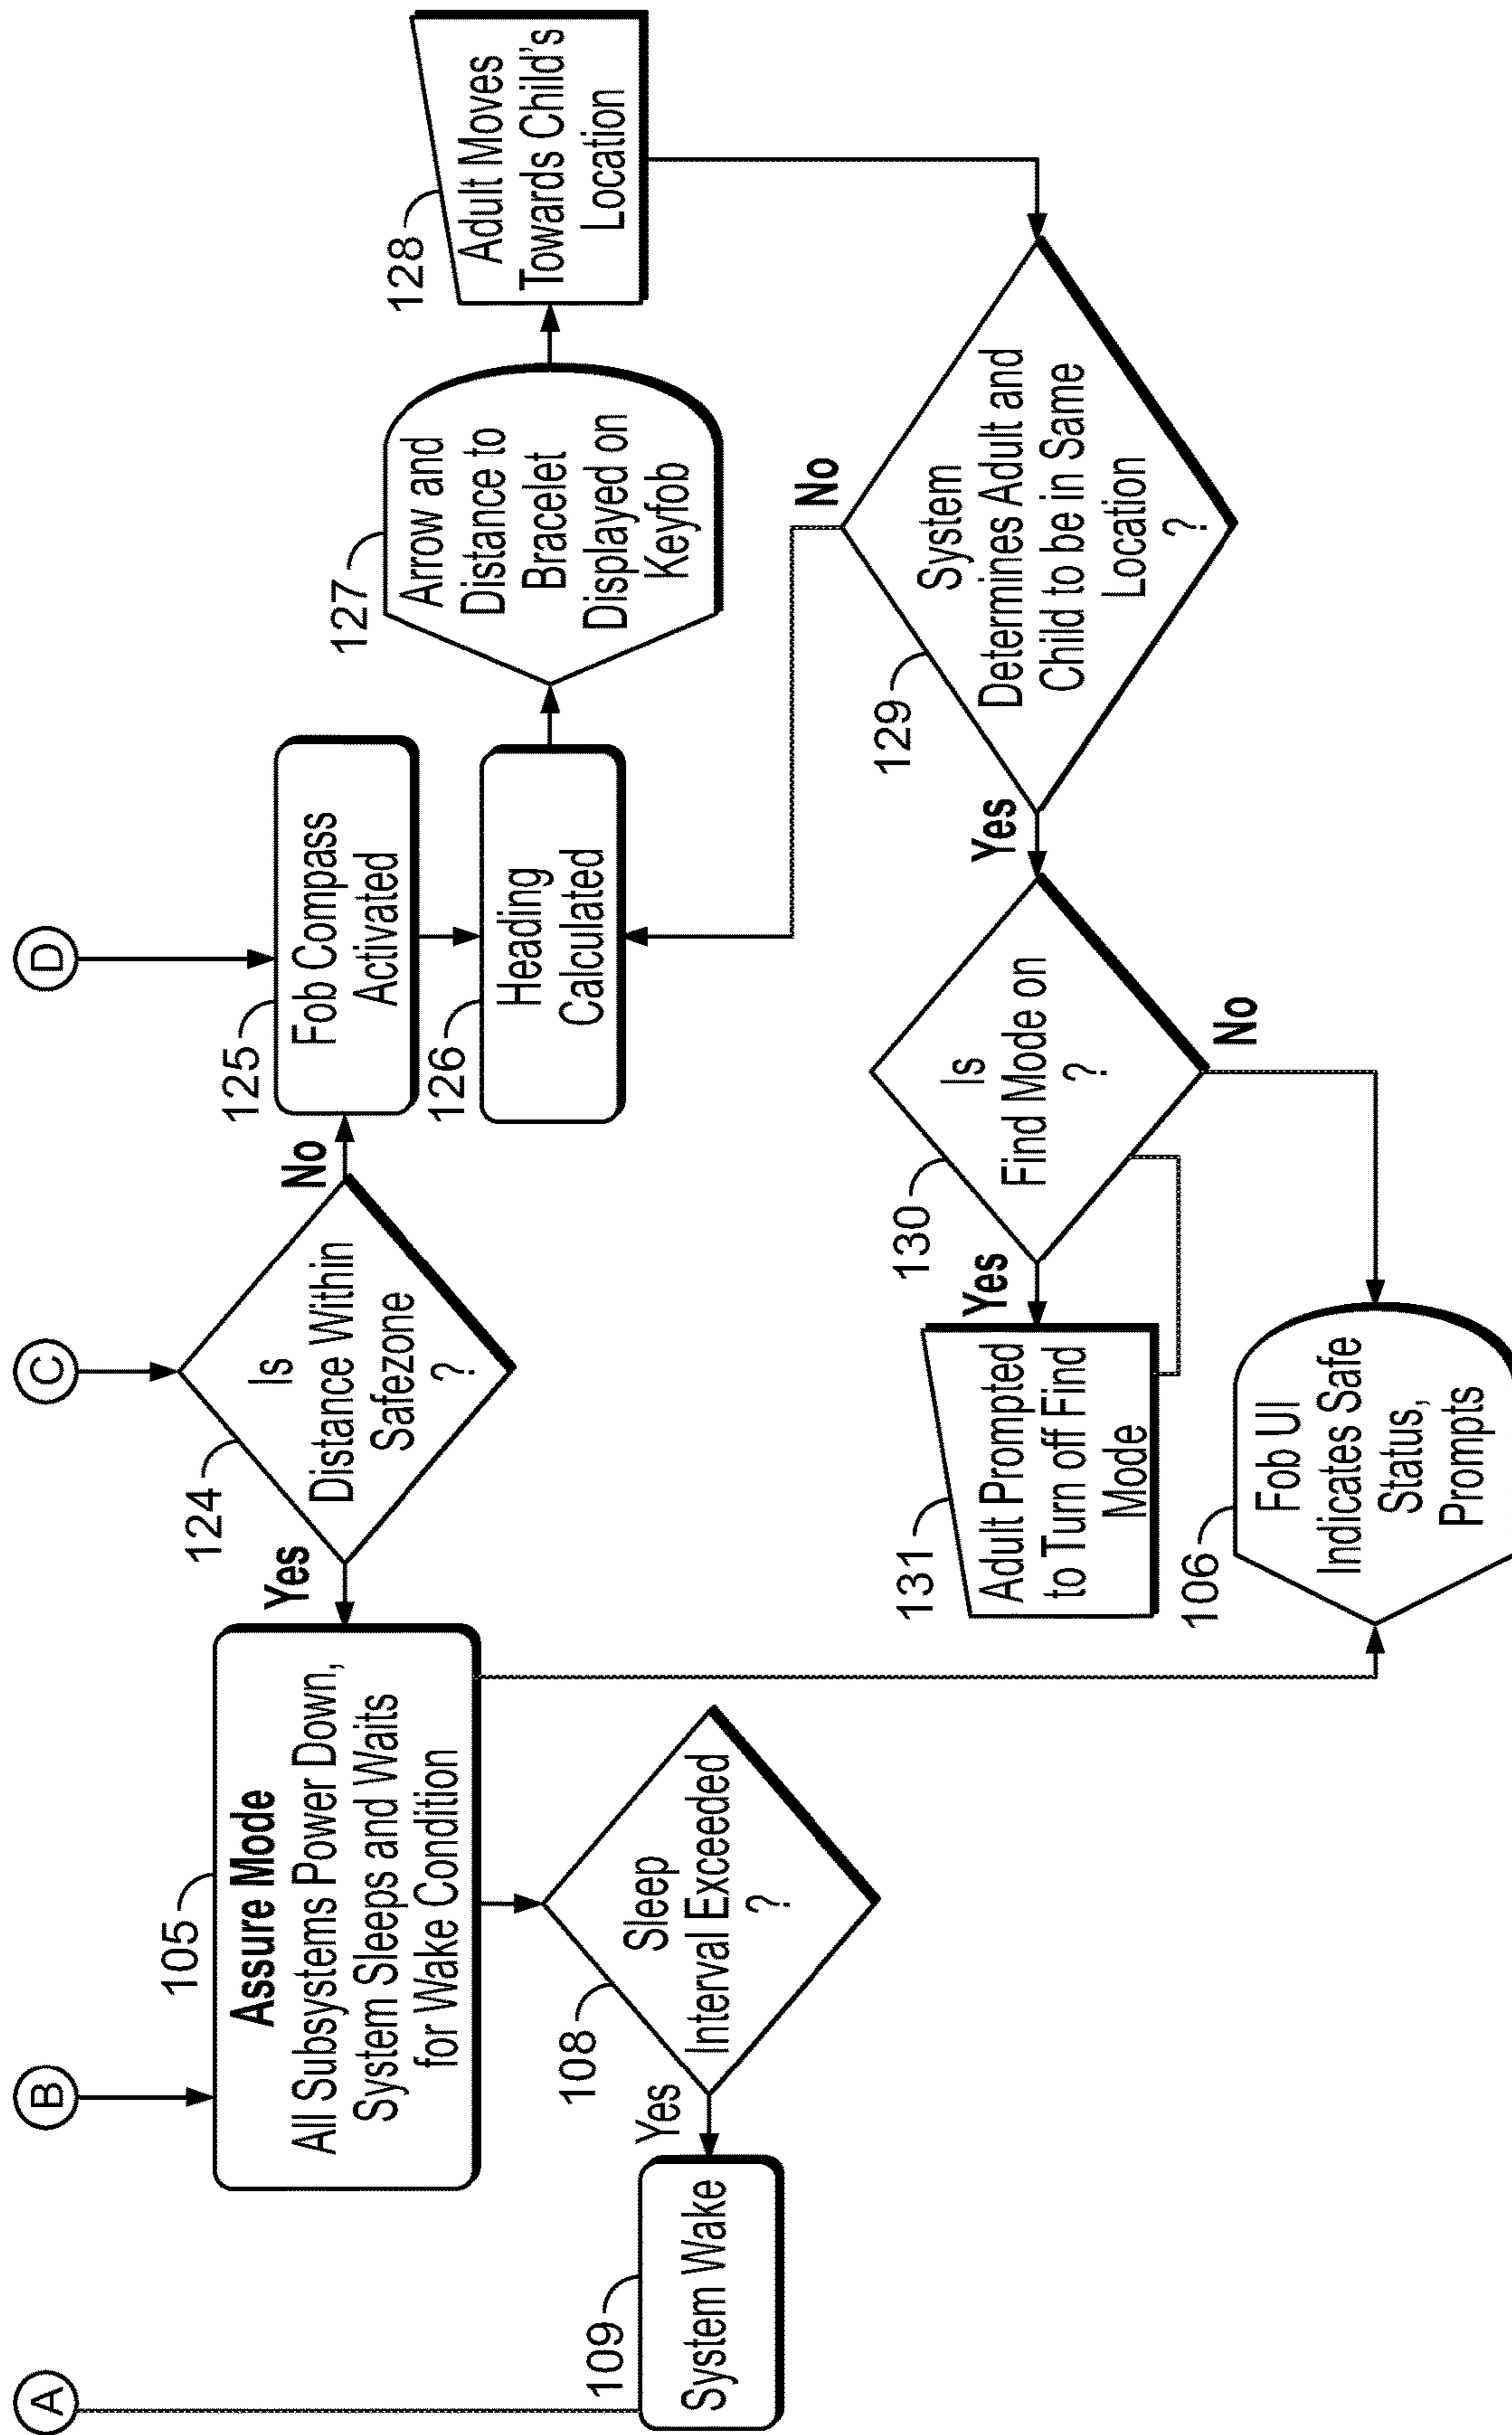 A
B
C
D
105
Assure Mode
All Subsystems Power Down,
System Sleeps and Waits
for Wake Condition
Yes
124
Is
Distance Within
Safezone
?
No
125
Fob Compass
Activated
126
Heading
Calculated
127
Arrow and
Distance to
Bracelet
Displayed on
Keyfob
128
Adult Moves
Towards Child's
Location
109
System Wake
Yes
108
Sleep
Interval Exceeded
?
131
Adult Prompted
to Turn off Find
Mode
Yes
130
Is
Find Mode on
?
No
Yes
129
System
Determines Adult and
Child to be in Same
Location
?
No
106
Fob UI
Indicates Safe
Status,
Prompts